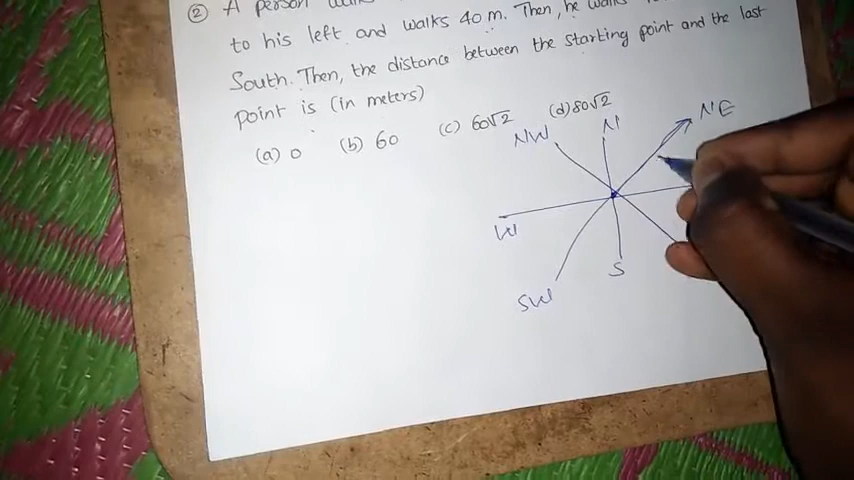 ② A person
to his left and walks 40 m. Then, he walks
South. Then, the distance between the starting point and the last
point is (in meters)
(a) 0 (b) 60 (c) 60√2 (d) 80√2
NW N NE
W
SW S